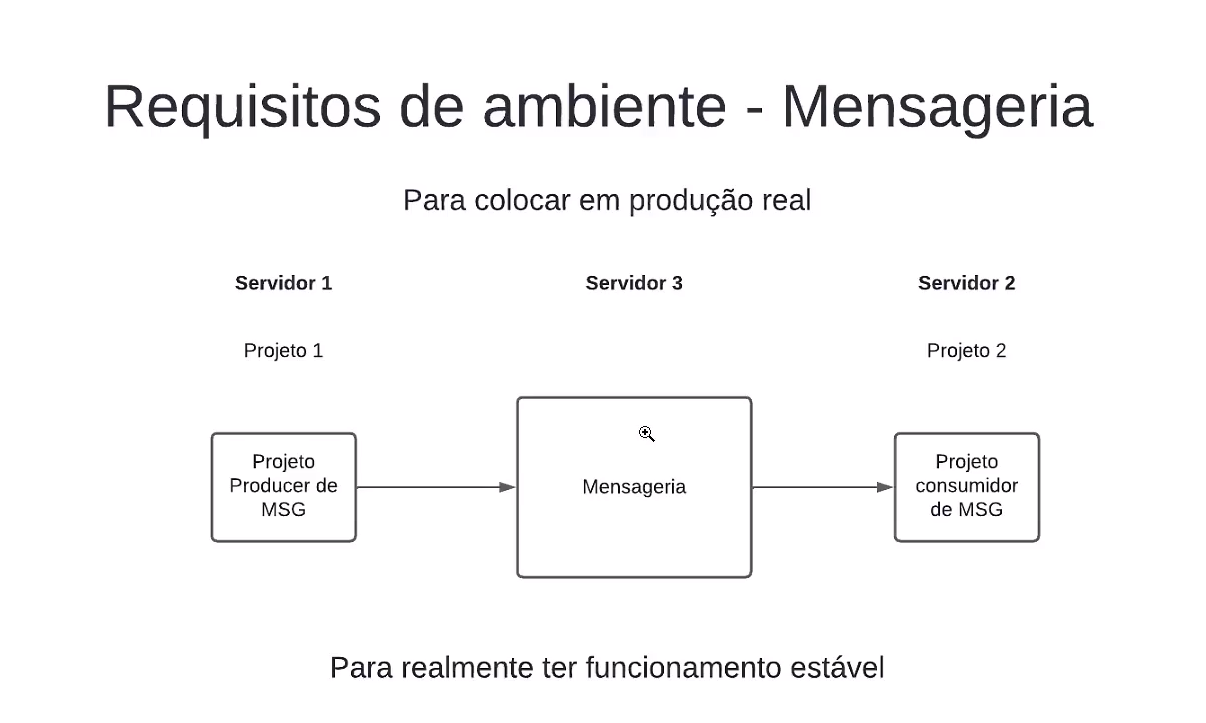 Requisitos de ambiente - Mensageria
Para colocar em produção real
Servidor 1
Servidor 3
Servidor 2
Projeto 1
Projeto 2
Projeto
Producer de
MSG
Mensageria
Projeto
consumidor
de MSG
Para realmente ter funcionamento estável